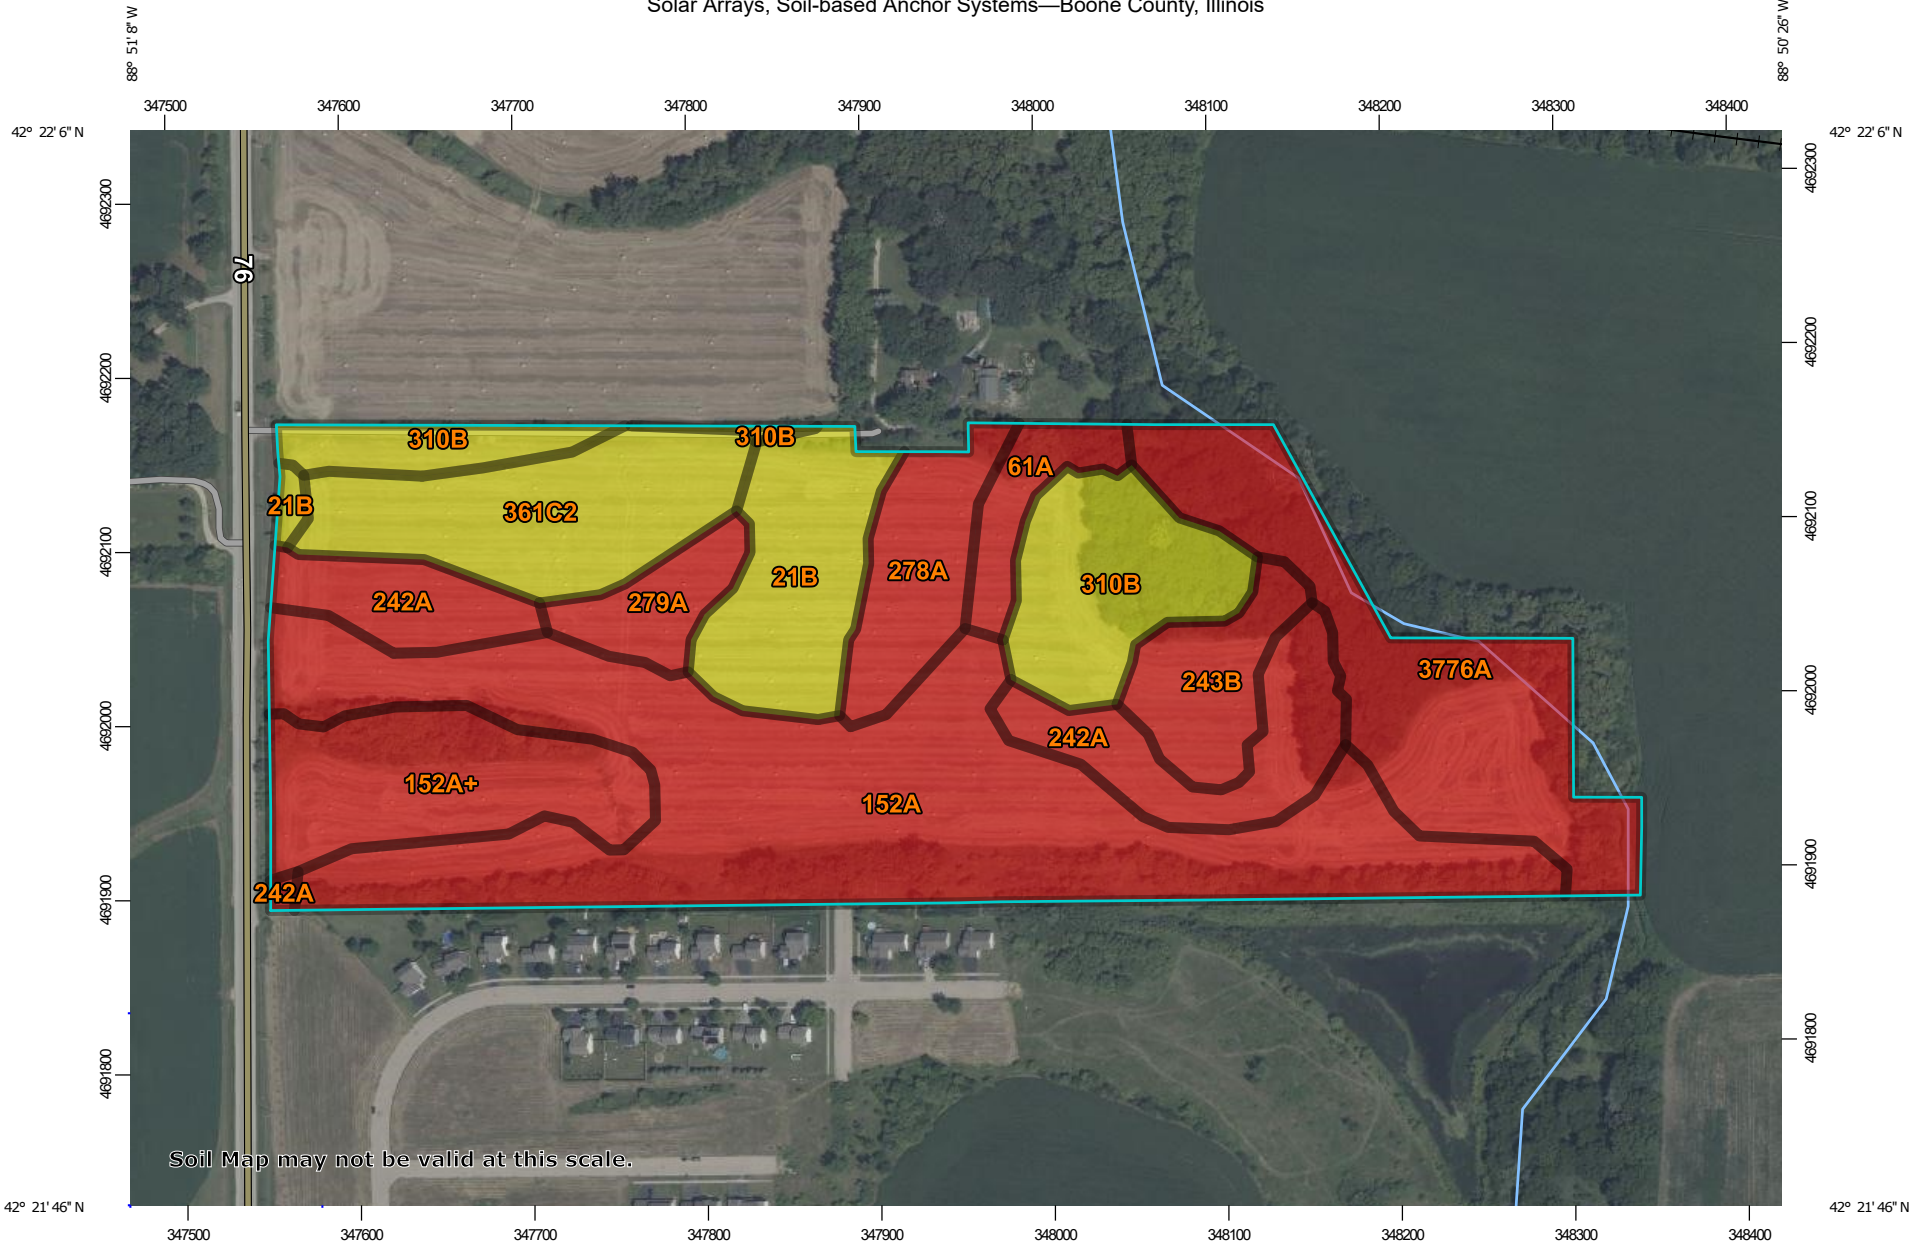 Solar Arrays, Soil-based Anchor Systems—Boone County, Illinois
88° 51' 8'' W
88° 50' 26'' W
347500 347600 347700 347800 347900 348000 348100 348200 348300 348400
42° 22' 6'' N
42° 22' 6'' N
4692300
4692200
4692100
4692000
4691900
4691800
4692300
4692200
4692100
4692000
4691900
4691800
76
310B
310B
61A
21B
361C2
278A
21B
310B
242A
279A
3776A
243B
242A
152A+
152A
242A
Soil Map may not be valid at this scale.
42° 21' 46'' N
42° 21' 46'' N
347500 347600 347700 347800 347900 348000 348100 348200 348300 348400